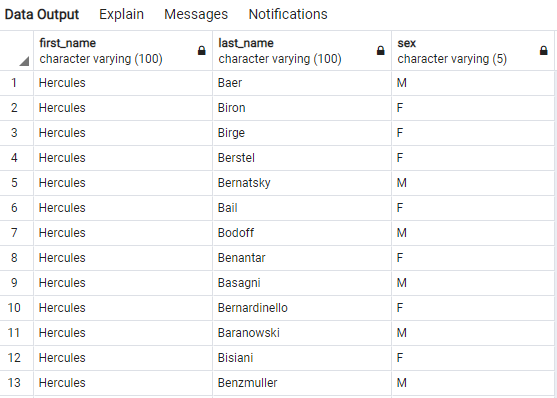 Data Output Explain Messages Notifications
first_name last_name sex
character varying (100) character varying (100) character varying (5)
1 Hercules Baer M
2 Hercules Biron F
3 Hercules Birge F
4 Hercules Berstel F
5 Hercules Bernatsky M
6 Hercules Bail F
7 Hercules Bodoff M
8 Hercules Benantar F
9 Hercules Basagni M
10 Hercules Bernardinello F
11 Hercules Baranowski M
12 Hercules Bisiani F
13 Hercules Benzmuller M